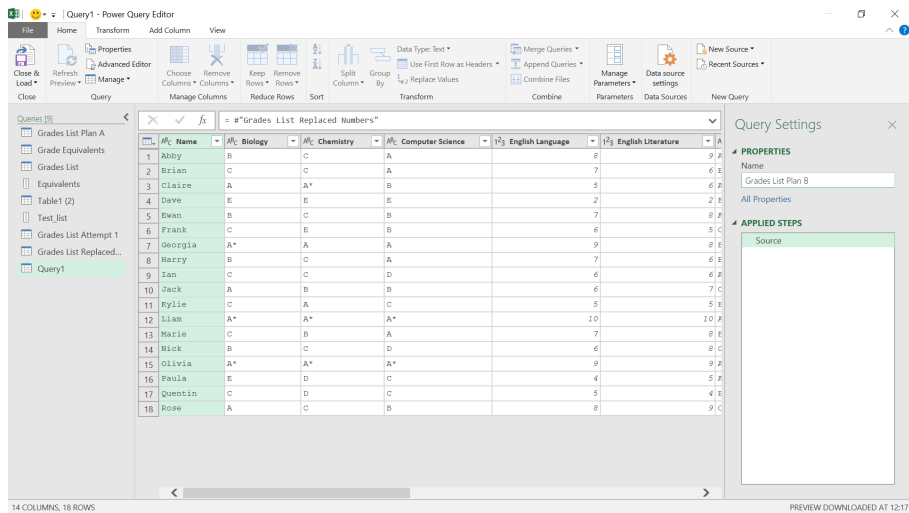 Query1 - Power Query Editor
File Home Transform Add Column View
Close & Load
Close
Refresh Preview
Properties
Advanced Editor
Manage
Query
Choose Columns
Remove Columns
Manage Columns
Keep Rows
Remove Rows
Reduce Rows
Sort
Split Column
Group By
Data Type: Text
Use First Row as Headers
Replace Values
Transform
Merge Queries
Append Queries
Combine Files
Combine
Manage Parameters
Parameters
Data source settings
Data Sources
New Source
Recent Sources
New Query
Queries [9]
Grades List Plan A
Grade Equivalents
Grades List
Equivalents
Table1 (2)
Test_list
Grades List Attempt 1
Grades List Replaced...
Query1
fx = #"Grades List Replaced Numbers"
ABC Name ABC Biology ABC Chemistry ABC Computer Science 123 English Language 123 English Literature
1 Abby B C A 8 9
2 Brian C C A 7 6
3 Claire A A* B 5 6
4 Dave E E E 2 2
5 Ewan B C B 7 8
6 Frank C E B 6 5
7 Georgia A* A A 9 8
8 Harry B C A 7 6
9 Ian C C D 6 6
10 Jack A B B 6 7
11 Kylie C A C 5 5
12 Liam A* A* A* 10 10
13 Marie C B A 7 8
14 Nick B C D 6 8
15 Olivia A* A* A* 9 9
16 Paula E D C 4 5
17 Quentin C D C 5 4
18 Rose A C B 8 9
Query Settings
PROPERTIES
Name
Grades List Plan B
All Properties
APPLIED STEPS
Source
14 COLUMNS, 18 ROWS
PREVIEW DOWNLOADED AT 12:17